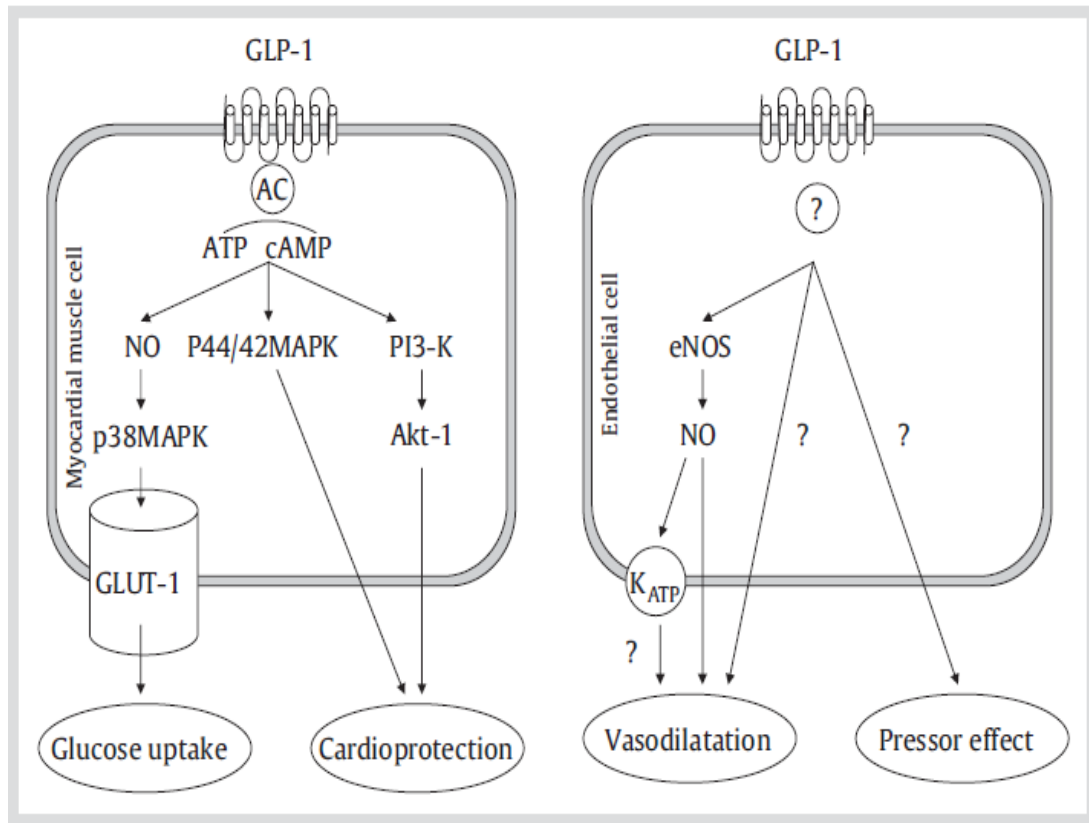 GLP-1
GLP-1
AC
?
ATP cAMP
Myocardial muscle cell
Endothelial cell
NO P44/42MAPK PI3-K
eNOS
p38MAPK
Akt-1
NO
?
?
GLUT-1
KATP
?
Glucose uptake
Cardioprotection
Vasodilatation
Pressor effect